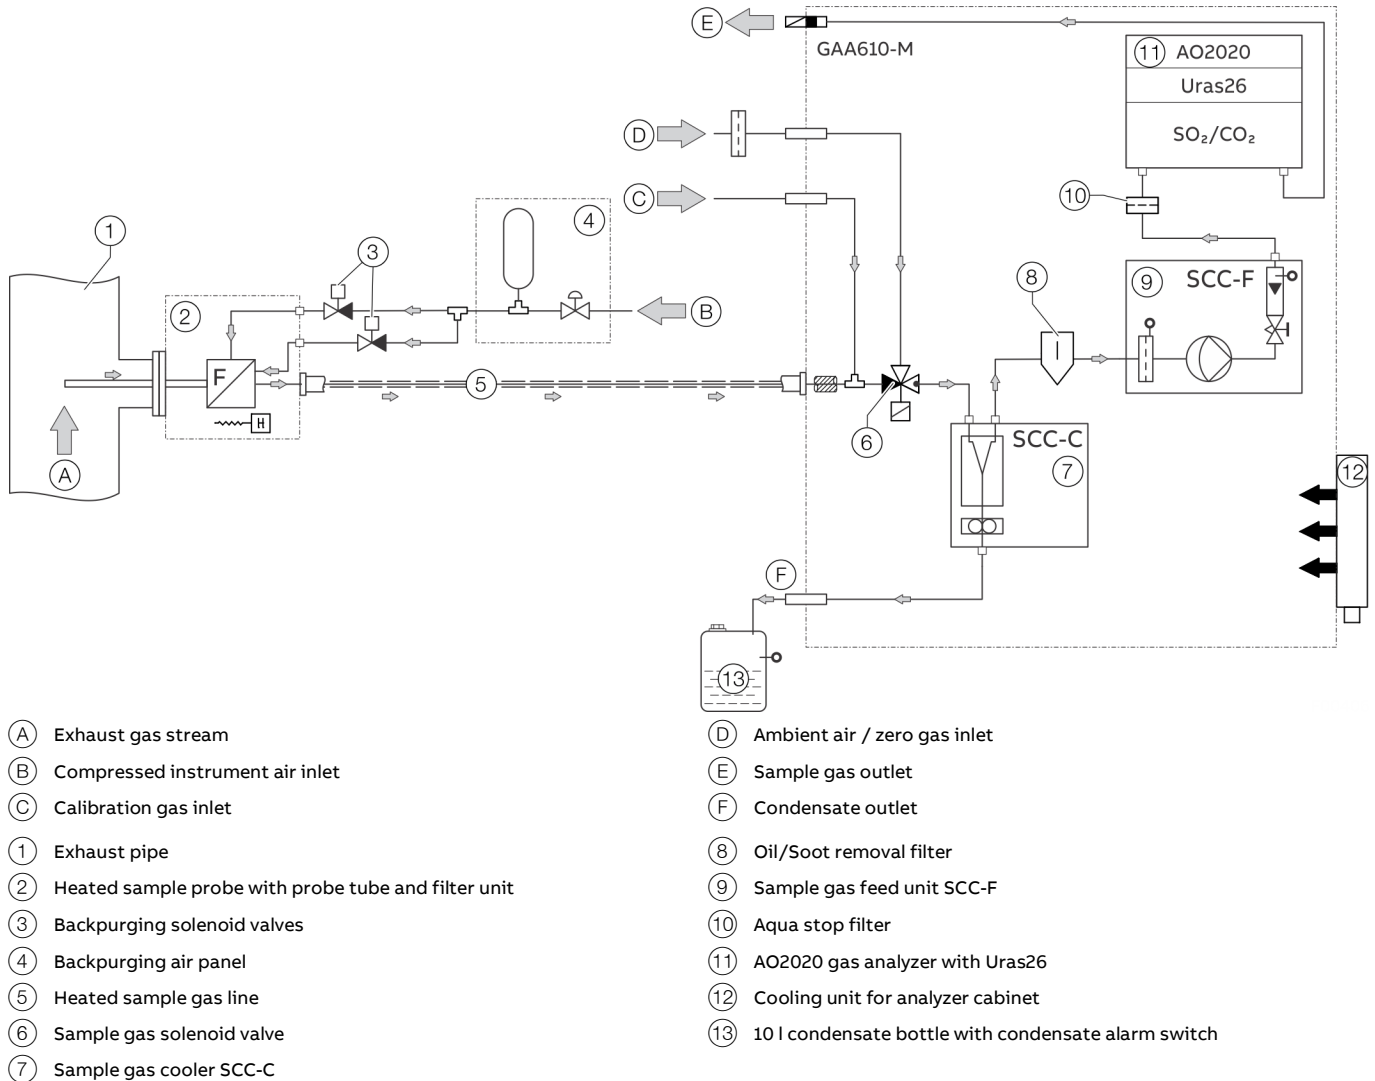 E
GAA610-M
11 AO2020
Uras26
SO₂/CO₂
D
10
C
4
1
3
8
9 SCC-F
2
B
F
5
H
6
SCC-C
7
A
12
F
13
A Exhaust gas stream
B Compressed instrument air inlet
C Calibration gas inlet
D Ambient air / zero gas inlet
E Sample gas outlet
F Condensate outlet
1 Exhaust pipe
2 Heated sample probe with probe tube and filter unit
3 Backpurging solenoid valves
4 Backpurging air panel
5 Heated sample gas line
6 Sample gas solenoid valve
7 Sample gas cooler SCC-C
8 Oil/Soot removal filter
9 Sample gas feed unit SCC-F
10 Aqua stop filter
11 AO2020 gas analyzer with Uras26
12 Cooling unit for analyzer cabinet
13 10 l condensate bottle with condensate alarm switch